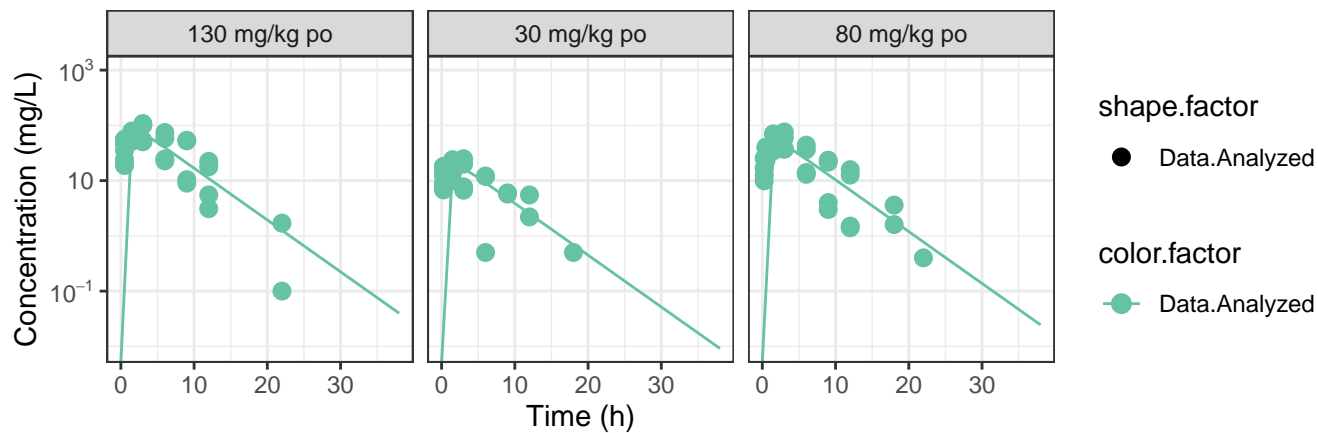 130 mg/kg po
30 mg/kg po
80 mg/kg po
Concentration (mg/L)
10³
10
10⁻¹
0 10 20 30
0 10 20 30
0 10 20 30
Time (h)
shape.factor
Data.Analyzed
color.factor
Data.Analyzed